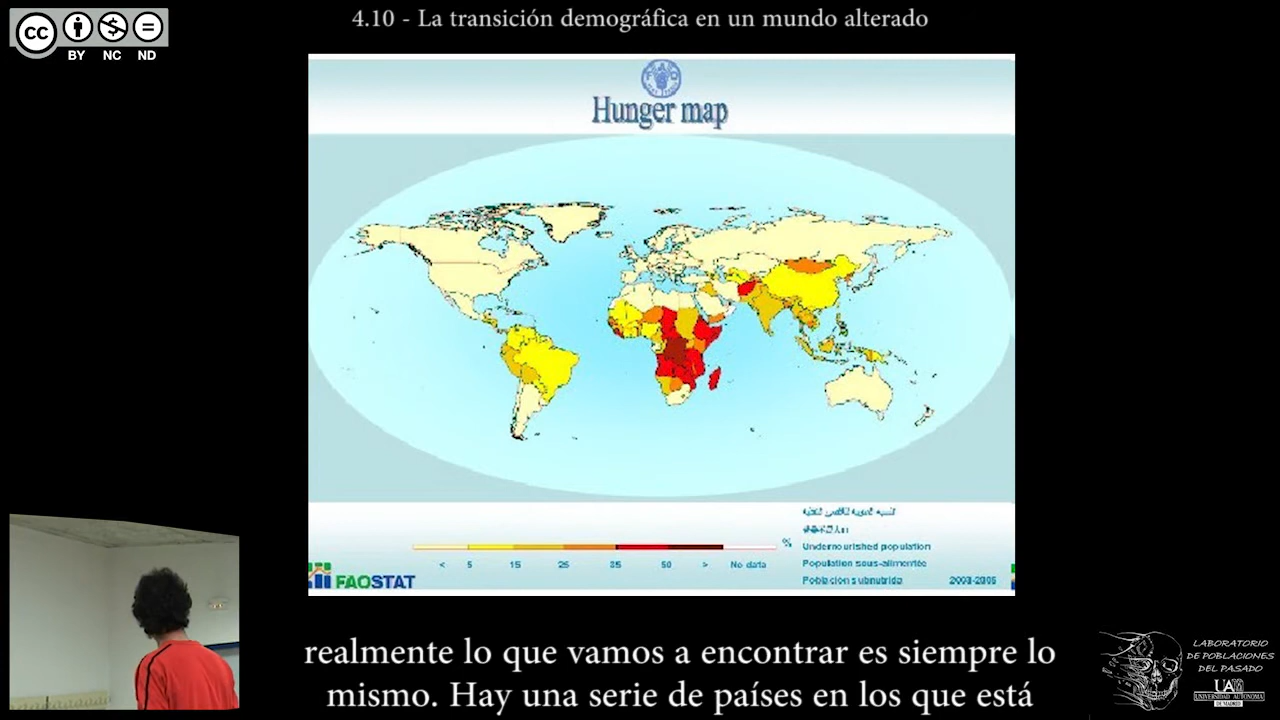 4.10 - La transición demográfica en un mundo alterado
CC
BY NC ND
FAO
Hunger map
%
< 5 15 25 35 50 > No data
Undernourished population
Population sous-alimentée
Población subnutrida
2003-2005
FAOSTAT
realmente lo que vamos a encontrar es siempre lo
mismo. Hay una serie de países en los que está
LABORATORIO
DE POBLACIONES
DEL PASADO
UAM
UNIVERSIDAD AUTONOMA
DE MADRID